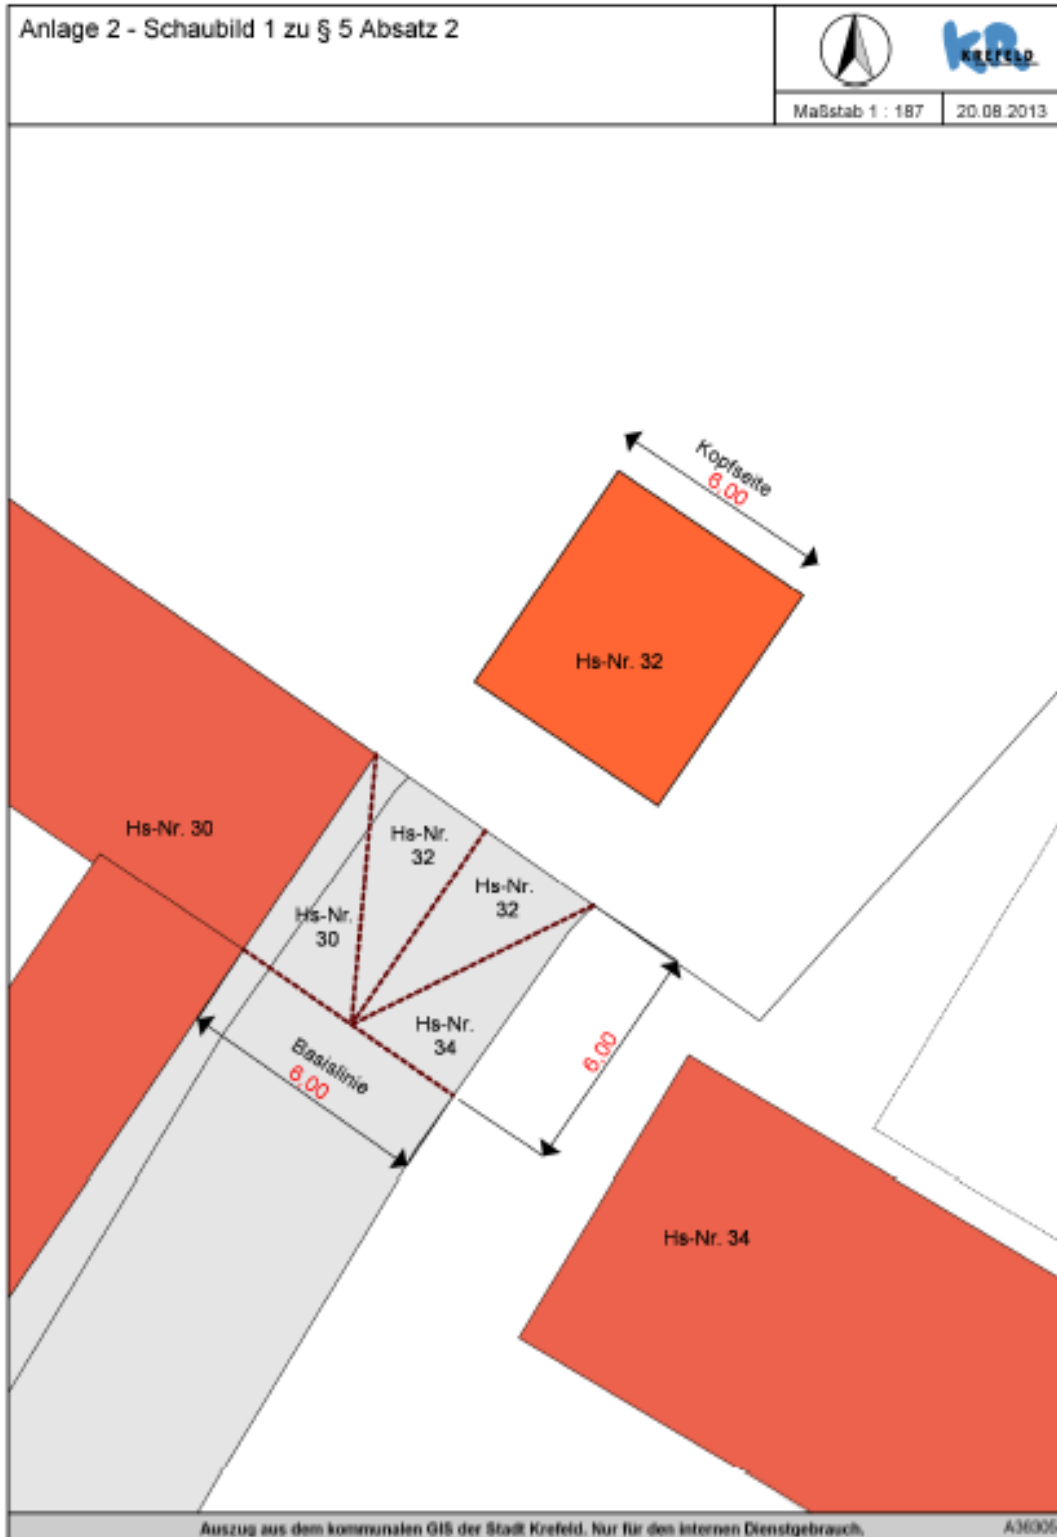 Anlage 2 - Schaubild 1 zu § 5 Absatz 2
KR
KREFELD
Maßstab 1 : 187
20.08.2013
Kopfseite
6,00
Hs-Nr. 32
Hs-Nr. 30
Hs-Nr.
32
Hs-Nr.
32
Hs-Nr.
30
Hs-Nr.
34
Basislinie
6,00
6,00
Hs-Nr. 34
Auszug aus dem kommunalen GIS der Stadt Krefeld. Nur für den internen Dienstgebrauch.